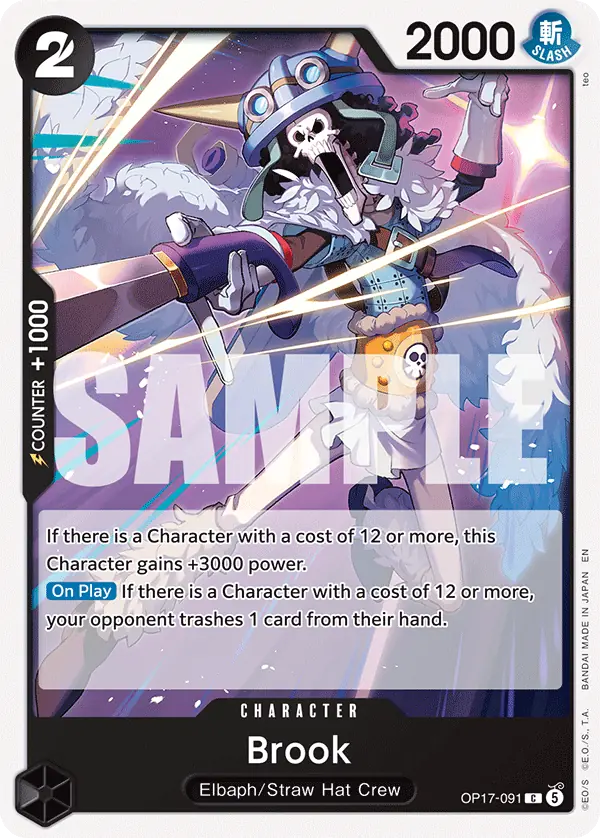 2
2000
斬
SLASH
teo
COUNTER +1000
SAMPLE
If there is a Character with a cost of 12 or more, this
Character gains +3000 power.
On Play If there is a Character with a cost of 12 or more,
your opponent trashes 1 card from their hand.
CHARACTER
Brook
Elbaph/Straw Hat Crew
OP17-091 C 5
©EO/S ©E.O./S., T.A. BANDAI MADE IN JAPAN EN